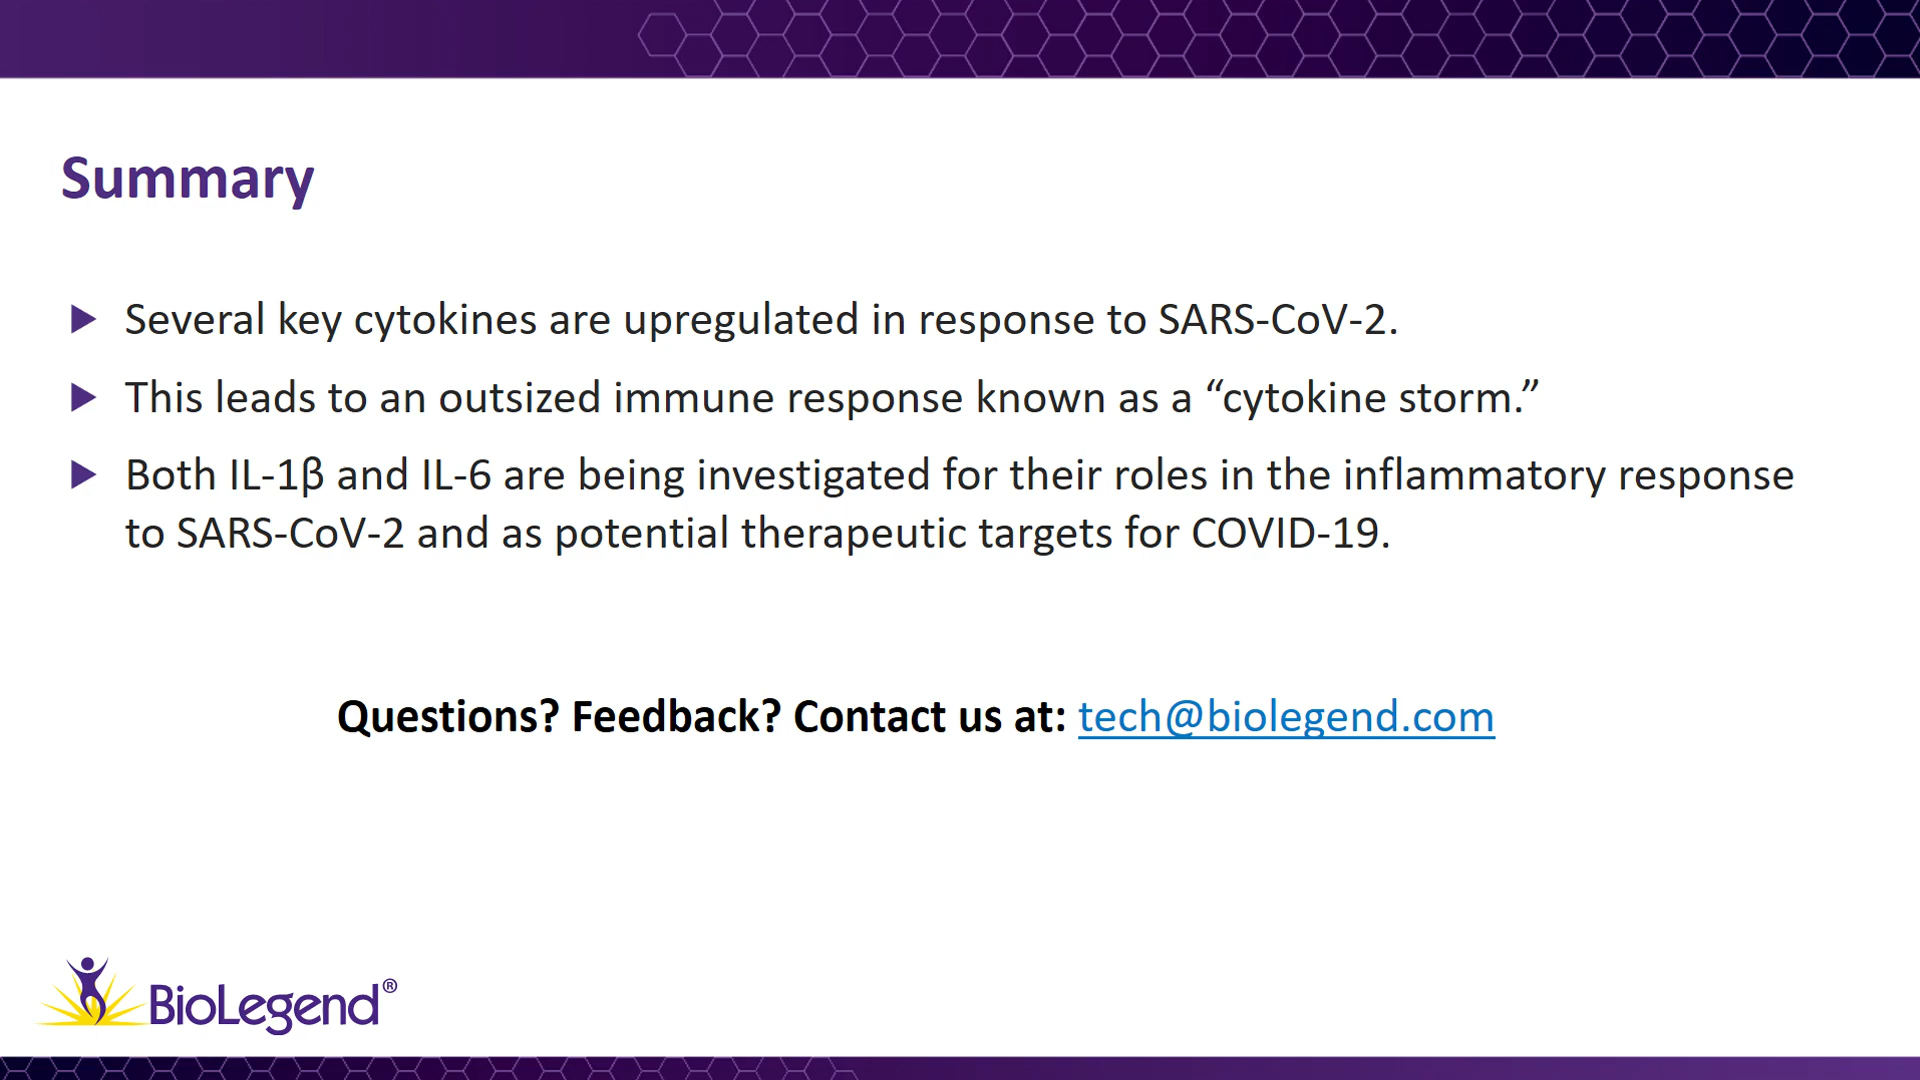 Summary
Several key cytokines are upregulated in response to SARS-CoV-2.
This leads to an outsized immune response known as a “cytokine storm.”
Both IL-1β and IL-6 are being investigated for their roles in the inflammatory response
to SARS-CoV-2 and as potential therapeutic targets for COVID-19.
Questions? Feedback? Contact us at: tech@biolegend.com
BioLegend®